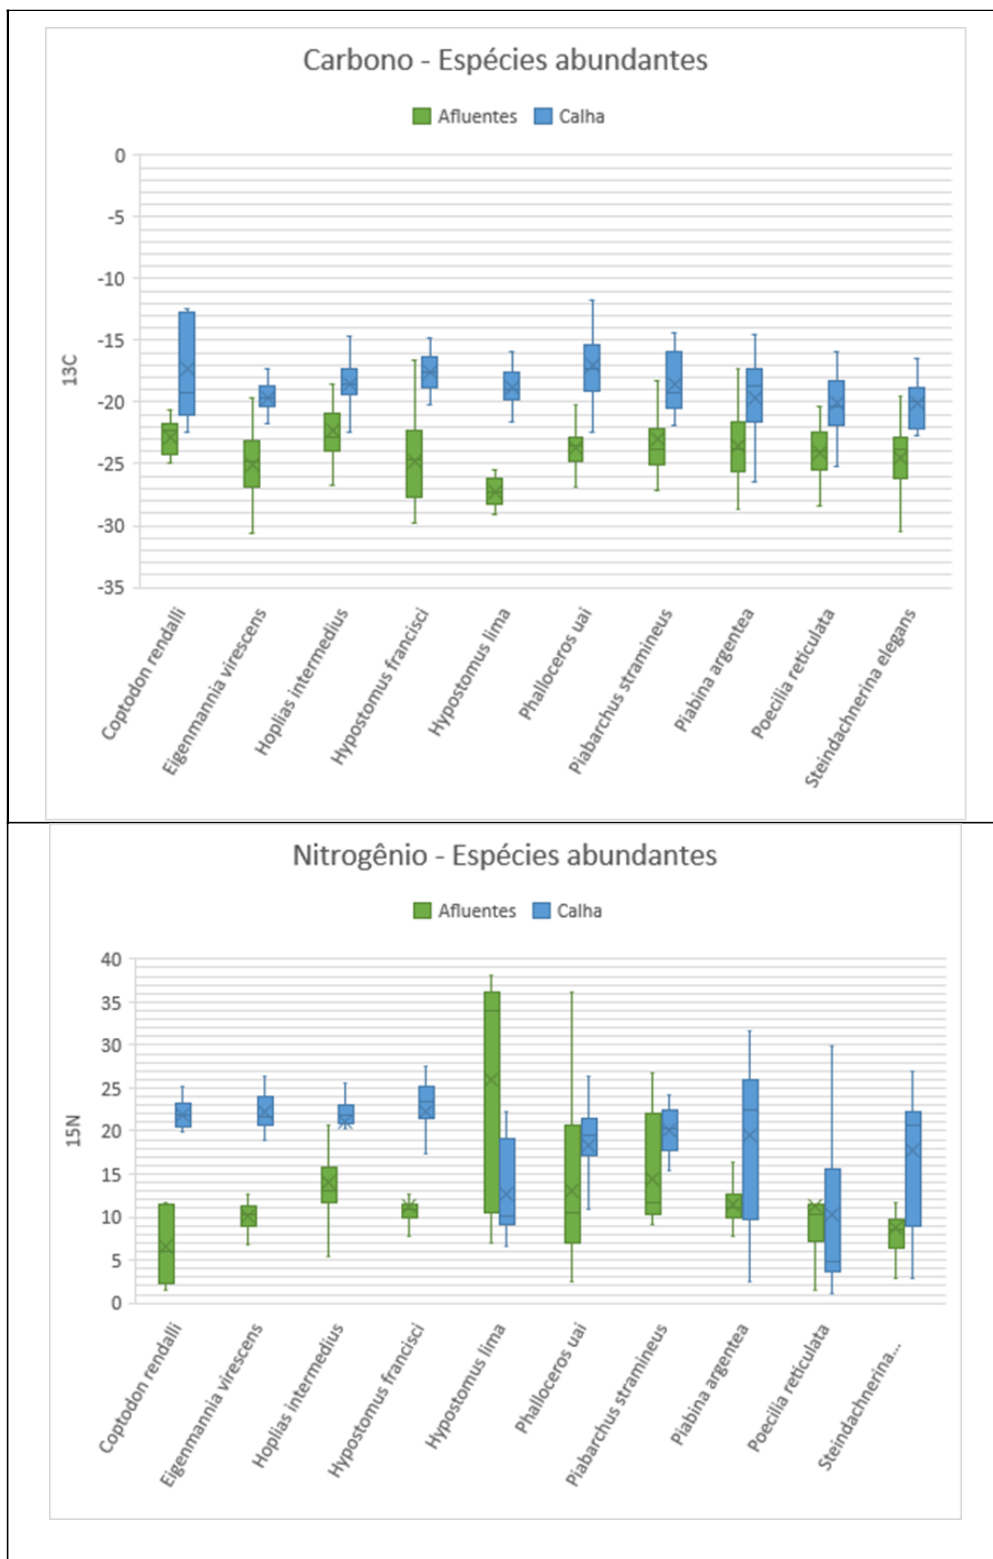 Carbono - Espécies abundantes
Afluentes Calha
0
-5
-10
-15
-20
-25
-30
-35
13C
Coptodon rendalli
Eigenmannia virescens
Hoplias intermedius
Hypostomus francisci
Hypostomus lima
Phalloceros uai
Piabarchus stramineus
Piabina argentea
Poecilia reticulata
Steindachnerina elegans
Nitrogênio - Espécies abundantes
Afluentes Calha
40
35
30
25
20
15
10
5
0
15N
Coptodon rendalli
Eigenmannia virescens
Hoplias intermedius
Hypostomus francisci
Hypostomus lima
Phalloceros uai
Piabarchus stramineus
Piabina argentea
Poecilia reticulata
Steindachnerina...